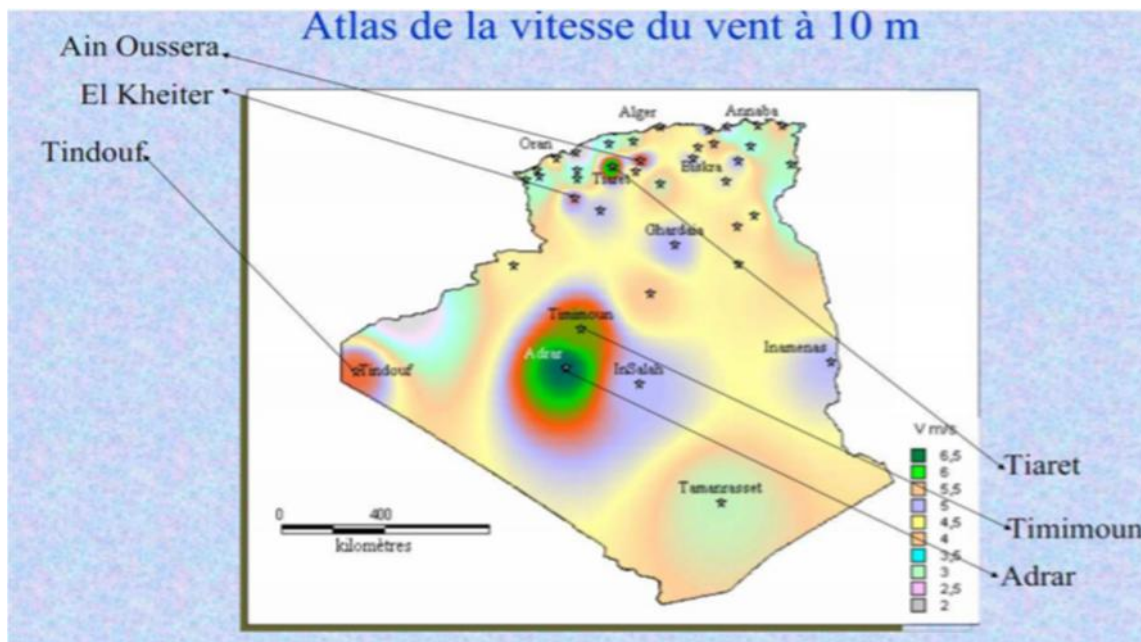 Atlas de la vitesse du vent à 10 m
Ain Oussera
El Kheiter
Tindouf
Alger
Annaba
Oran
Tiaret
Biskra
Ghardaia
Timimoun
Adrar
InSalah
Inamenas
Tindouf
Tamanrasset
0 400
kilomètres
V m/s
6,5
6
5,5
5
4,5
4
3,5
3
2,5
2
Tiaret
Timimoun
Adrar